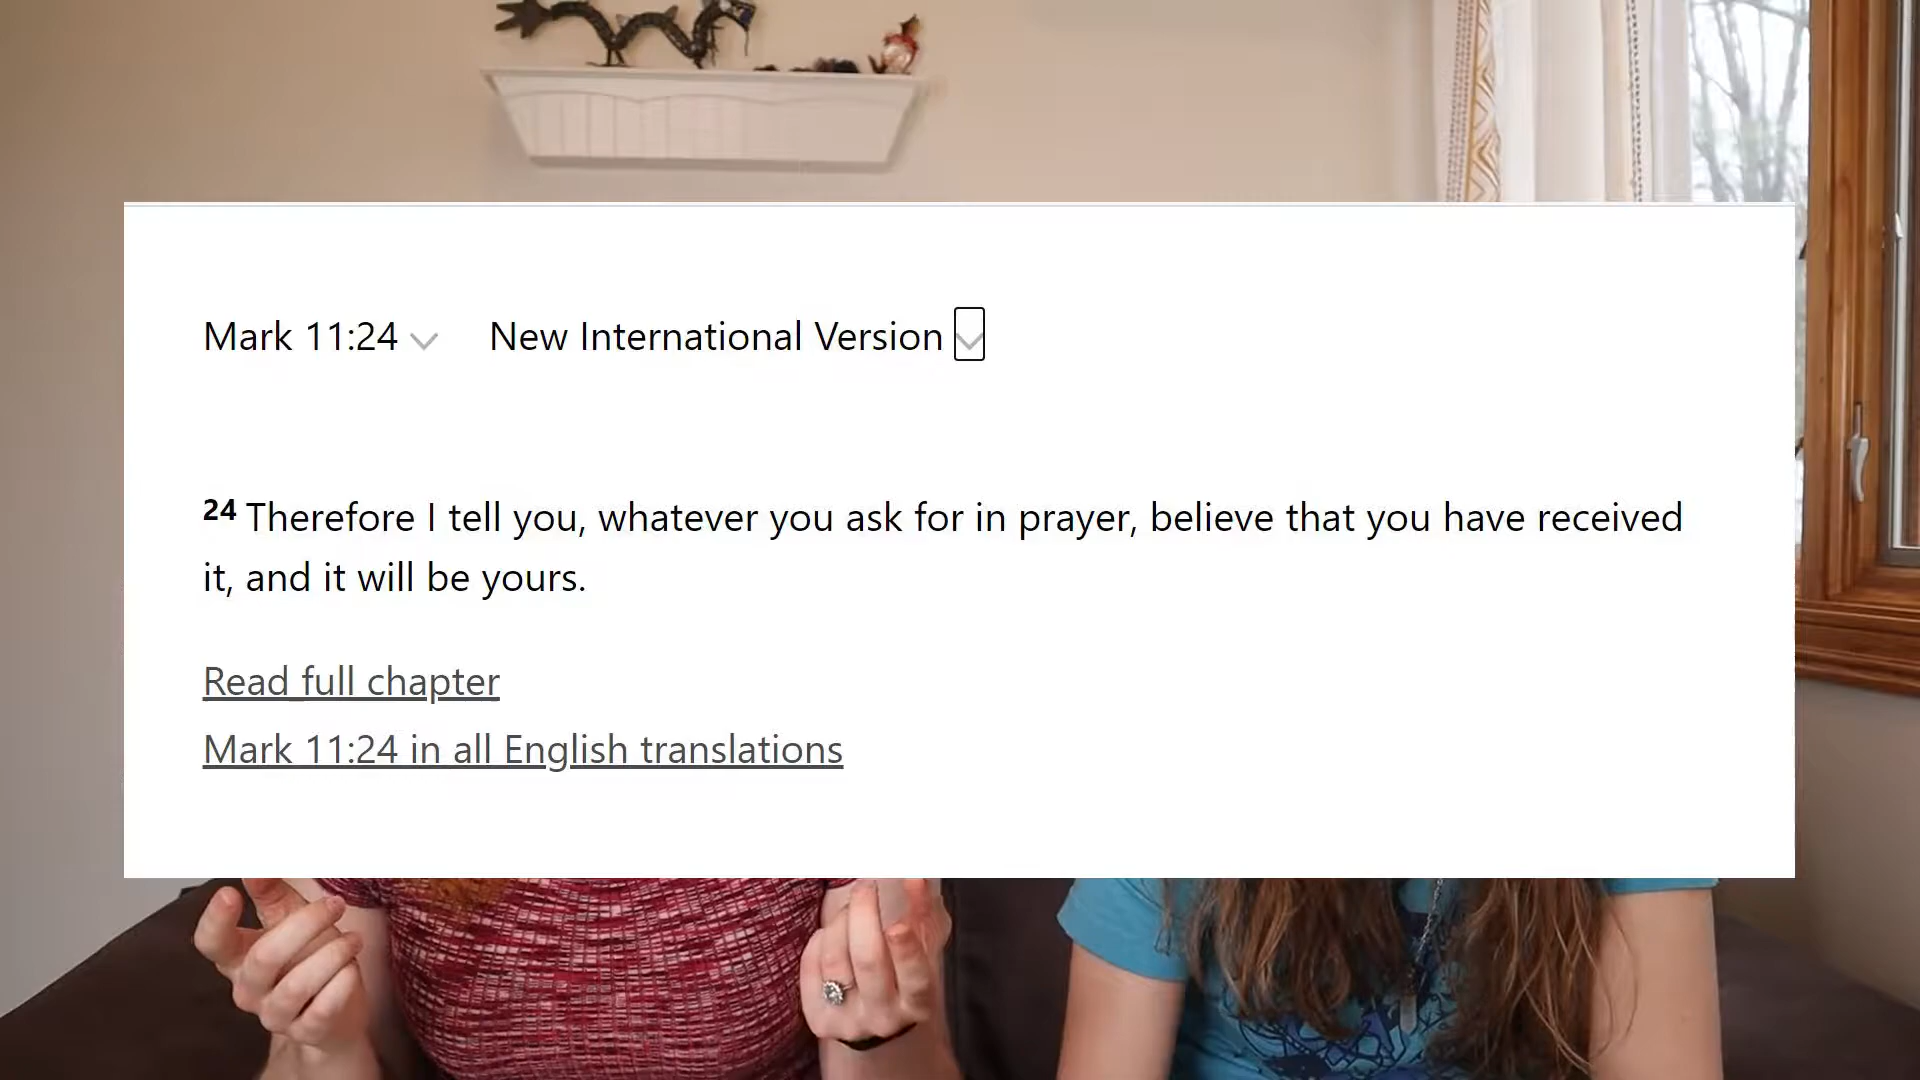 Mark 11:24 New International Version
24 Therefore I tell you, whatever you ask for in prayer, believe that you have received
it, and it will be yours.
Read full chapter
Mark 11:24 in all English translations